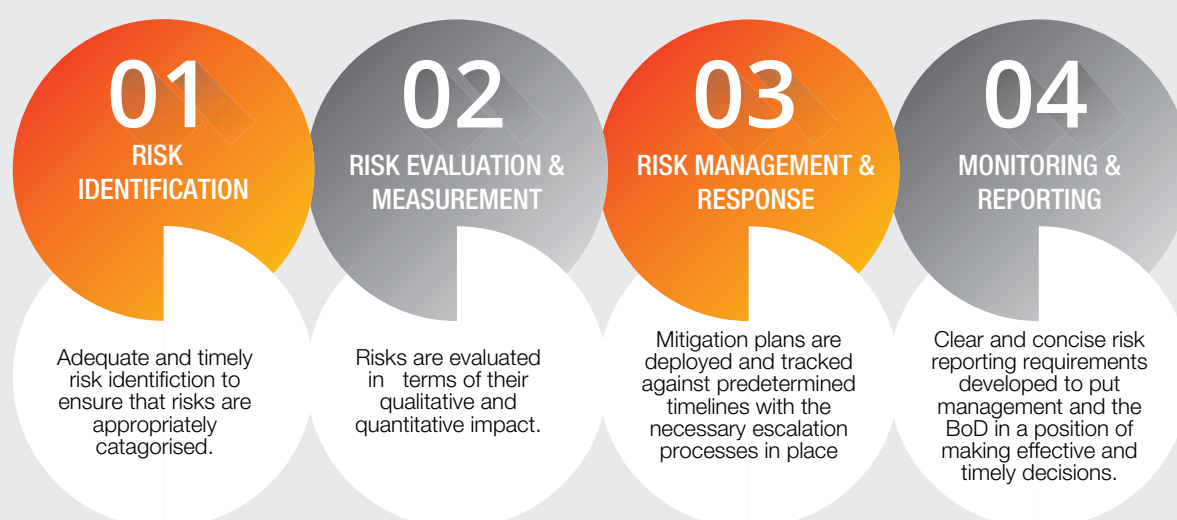 01
RISK
IDENTIFICATION
Adequate and timely
risk identifiction to
ensure that risks are
appropriately
catagorised.
02
RISK EVALUATION &
MEASUREMENT
Risks are evaluated
in terms of their
qualitative and
quantitative impact.
03
RISK MANAGEMENT &
RESPONSE
Mitigation plans are
deployed and tracked
against predetermined
timelines with the
necessary escalation
processes in place
04
MONITORING &
REPORTING
Clear and concise risk
reporting requirements
developed to put
management and the
BoD in a position of
making effective and
timely decisions.